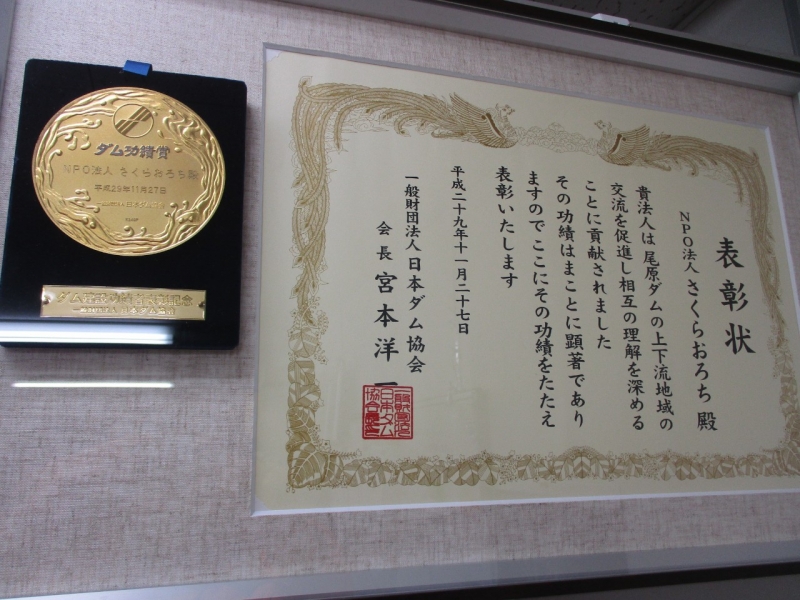 ダム功績賞
NPO法人 さくらおろち殿
平成29年11月27日
表彰状
NPO法人 さくらおろち 殿
貴法人は 尾原ダムの上下流地域の
交流を促進し相互の理解を深める
ことに貢献されました
その功績はまことに顕著であり
ますので ここにその功績をたたえ
表彰いたします
平成二十九年十一月二十七日
一般財団法人 日本ダム協会
会長 宮本洋一